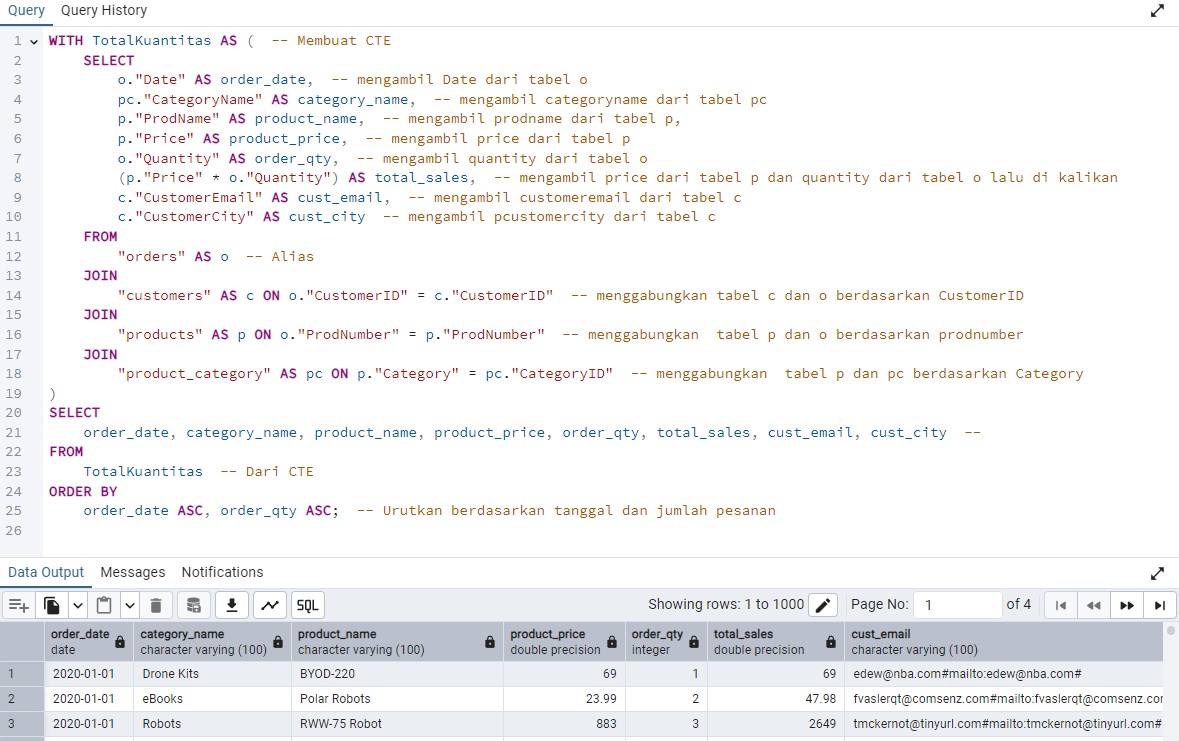 Query Query History
1 WITH TotalKuantitas AS (  -- Membuat CTE
2     SELECT
3         o."Date" AS order_date,  -- mengambil Date dari tabel o
4         pc."CategoryName" AS category_name,  -- mengambil categoryname dari tabel pc
5         p."ProdName" AS product_name,  -- mengambil prodname dari tabel p,
6         p."Price" AS product_price,  -- mengambil price dari tabel p
7         o."Quantity" AS order_qty,  -- mengambil quantity dari tabel o
8         (p."Price" * o."Quantity") AS total_sales,  -- mengambil price dari tabel p dan quantity dari tabel o lalu di kalikan
9         c."CustomerEmail" AS cust_email,  -- mengambil customeremail dari tabel c
10         c."CustomerCity" AS cust_city  -- mengambil pcustomercity dari tabel c
11     FROM
12         "orders" AS o  -- Alias
13     JOIN
14         "customers" AS c ON o."CustomerID" = c."CustomerID"  -- menggabungkan tabel c dan o berdasarkan CustomerID
15     JOIN
16         "products" AS p ON o."ProdNumber" = p."ProdNumber"  -- menggabungkan  tabel p dan o berdasarkan prodnumber
17     JOIN
18         "product_category" AS pc ON p."Category" = pc."CategoryID"  -- menggabungkan  tabel p dan pc berdasarkan Category
19 )
20 SELECT
21     order_date, category_name, product_name, product_price, order_qty, total_sales, cust_email, cust_city  --
22 FROM
23     TotalKuantitas  -- Dari CTE
24 ORDER BY
25     order_date ASC, order_qty ASC;  -- Urutkan berdasarkan tanggal dan jumlah pesanan
26
Data Output Messages Notifications
SQL Showing rows: 1 to 1000 Page No: 1 of 4
order_date category_name product_name product_price order_qty total_sales cust_email
date character varying (100) character varying (100) double precision integer double precision character varying (100)
1 2020-01-01 Drone Kits BYOD-220 69 1 69 edew@nba.com#mailto:edew@nba.com#
2 2020-01-01 eBooks Polar Robots 23.99 2 47.98 fvaslerqt@comsenz.com#mailto:fvaslerqt@comsenz.cor
3 2020-01-01 Robots RWW-75 Robot 883 3 2649 tmckernot@tinyurl.com#mailto:tmckernot@tinyurl.com#